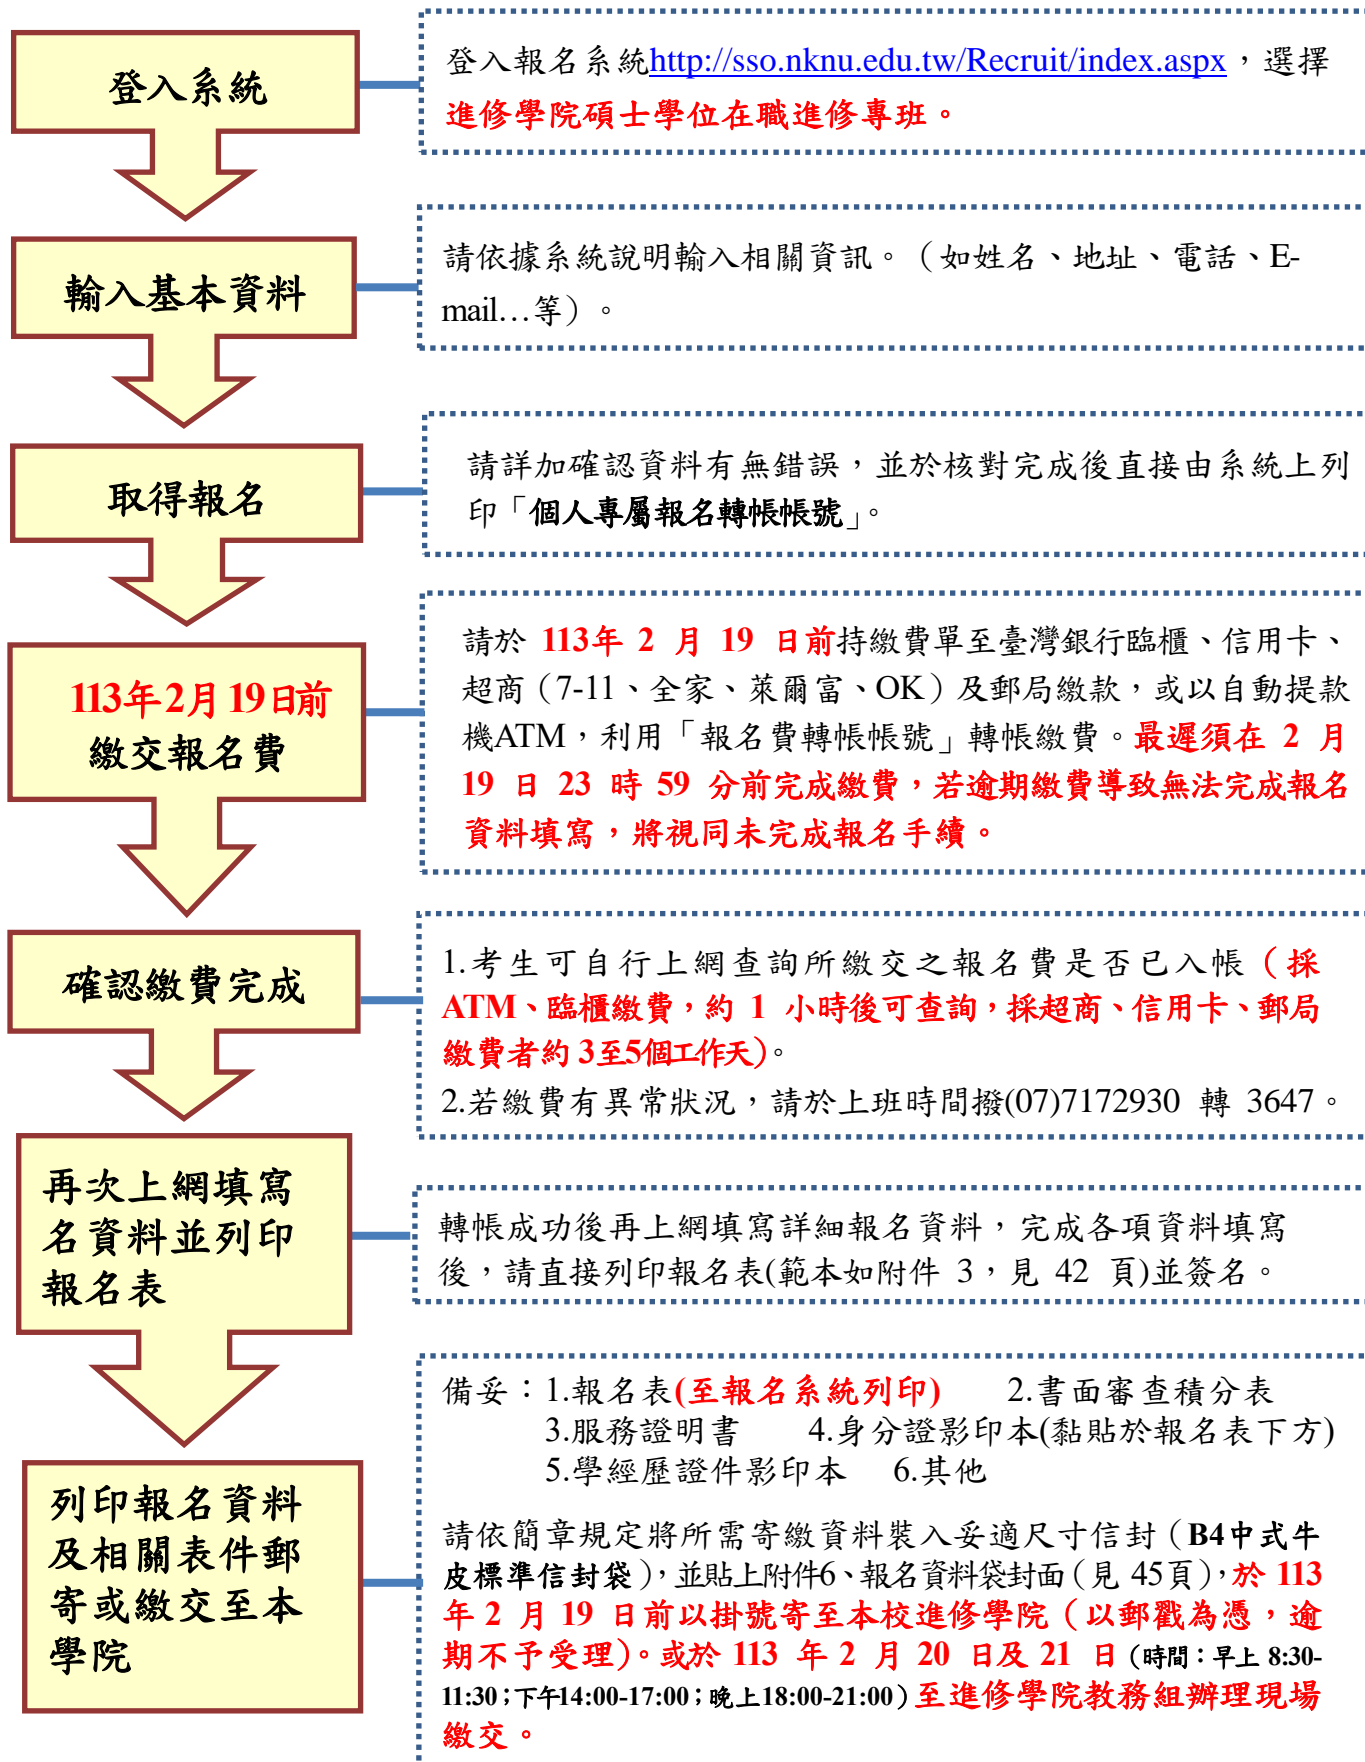 登入系統
登入報名系統http://sso.nknu.edu.tw/Recruit/index.aspx，選擇
進修學院碩士學位在職進修專班。
輸入基本資料
請依據系統說明輸入相關資訊。（如姓名、地址、電話、E-
mail…等）。
取得報名
請詳加確認資料有無錯誤，並於核對完成後直接由系統上列
印「個人專屬報名轉帳帳號」。
113年2月19日前
繳交報名費
請於 113年 2 月 19 日前持繳費單至臺灣銀行臨櫃、信用卡、
超商（7-11、全家、萊爾富、OK）及郵局繳款，或以自動提款
機ATM，利用「報名費轉帳帳號」轉帳繳費。最遲須在 2 月
19 日 23 時 59 分前完成繳費，若逾期繳費導致無法完成報名
資料填寫，將視同未完成報名手續。
確認繳費完成
1.考生可自行上網查詢所繳交之報名費是否已入帳（採
ATM、臨櫃繳費，約 1 小時後可查詢，採超商、信用卡、郵局
繳費者約 3至5個工作天）。
2.若繳費有異常狀況，請於上班時間撥(07)7172930 轉 3647。
再次上網填寫
名資料並列印
報名表
轉帳成功後再上網填寫詳細報名資料，完成各項資料填寫
後，請直接列印報名表(範本如附件 3，見 42 頁)並簽名。
列印報名資料
及相關表件郵
寄或繳交至本
學院
備妥：1.報名表(至報名系統列印) 2.書面審查積分表
3.服務證明書 4.身分證影印本(黏貼於報名表下方)
5.學經歷證件影印本 6.其他
請依簡章規定將所需寄繳資料裝入妥適尺寸信封（B4中式牛
皮標準信封袋），並貼上附件6、報名資料袋封面（見 45頁），於 113
年 2 月 19 日前以掛號寄至本校進修學院（以郵戳為憑，逾
期不予受理）。或於 113 年 2 月 20 日及 21 日（時間：早上 8:30-
11:30；下午14:00-17:00；晚上18:00-21:00）至進修學院教務組辦理現場
繳交。